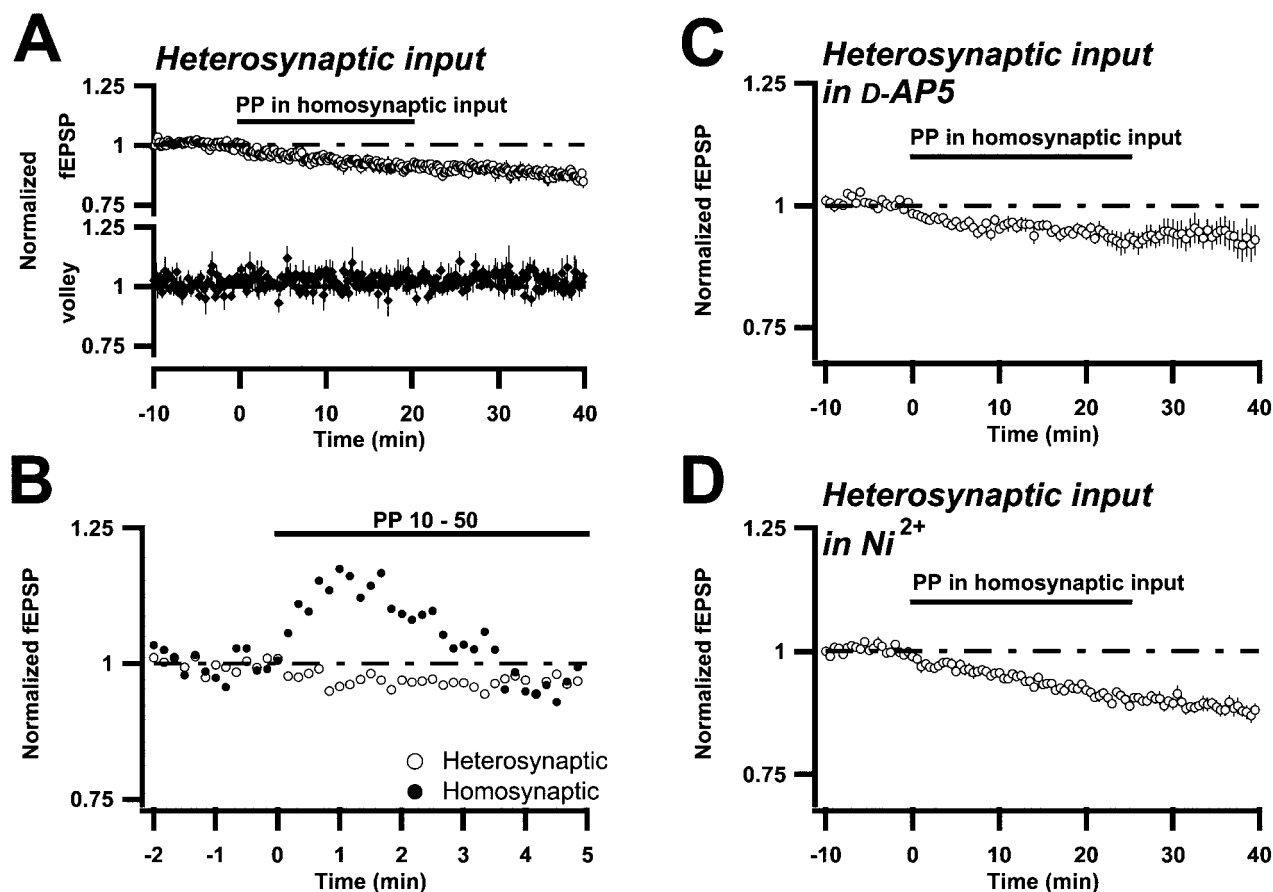 A
Heterosynaptic input
1.25
PP in homosynaptic input
1
0.75
Normalized
fEPSP
1.25
1
0.75
volley
-10 0 10 20 30 40
Time (min)
B
1.25
PP 10 - 50
1
0.75
Normalized fEPSP
Heterosynaptic
Homosynaptic
-2 -1 0 1 2 3 4 5
Time (min)
C
Heterosynaptic input
in D-AP5
1.25
PP in homosynaptic input
1
0.75
Normalized fEPSP
-10 0 10 20 30 40
Time (min)
D
Heterosynaptic input
in Ni2+
1.25
PP in homosynaptic input
1
0.75
Normalized fEPSP
-10 0 10 20 30 40
Time (min)